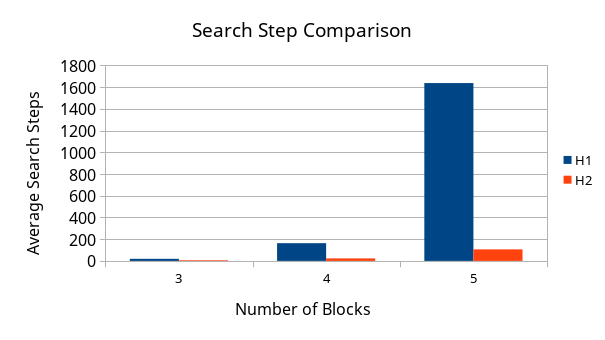 Search Step Comparison
Average Search Steps
1800
1600
1400
1200
1000
800
600
400
200
0
3 4 5
Number of Blocks
H1
H2